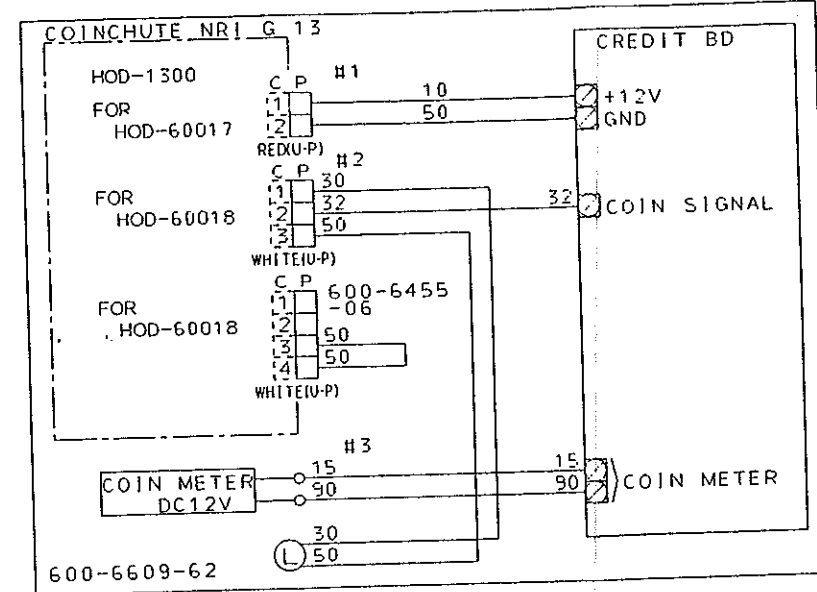 COINCHUTE NRI G 13
CREDIT BD
HOD-1300
#1
C P
10
+12V
FOR
1
50
GND
HOD-60017
2
RED(U-P)
#2
C P
30
FOR
1
32
32
COIN SIGNAL
HOD-60018
2
50
3
WHITE(U-P)
C P
600-6455
-06
FOR
1
HOD-60018
2
50
3
50
4
WHITE(U-P)
#3
COIN METER
DC12V
15
15
90
90
COIN METER
30
L
50
600-6609-62